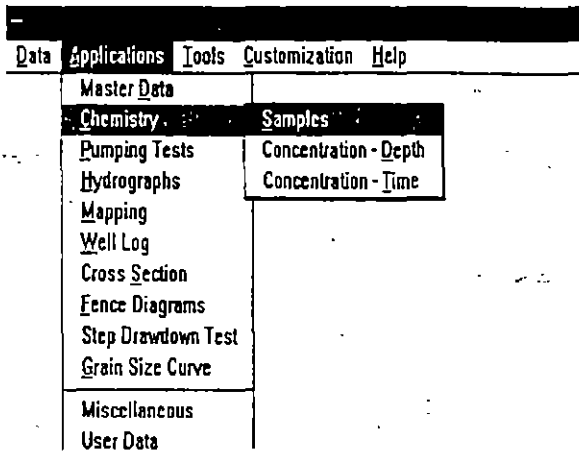 Data Applications Tools Customization Help
Master Data
Chemistry
Samples
Concentration - Depth
Concentration - Time
Pumping Tests
Hydrographs
Mapping
Well Log
Cross Section
Fence Diagrams
Step Drawdown Test
Grain Size Curve
Miscellaneous
User Data